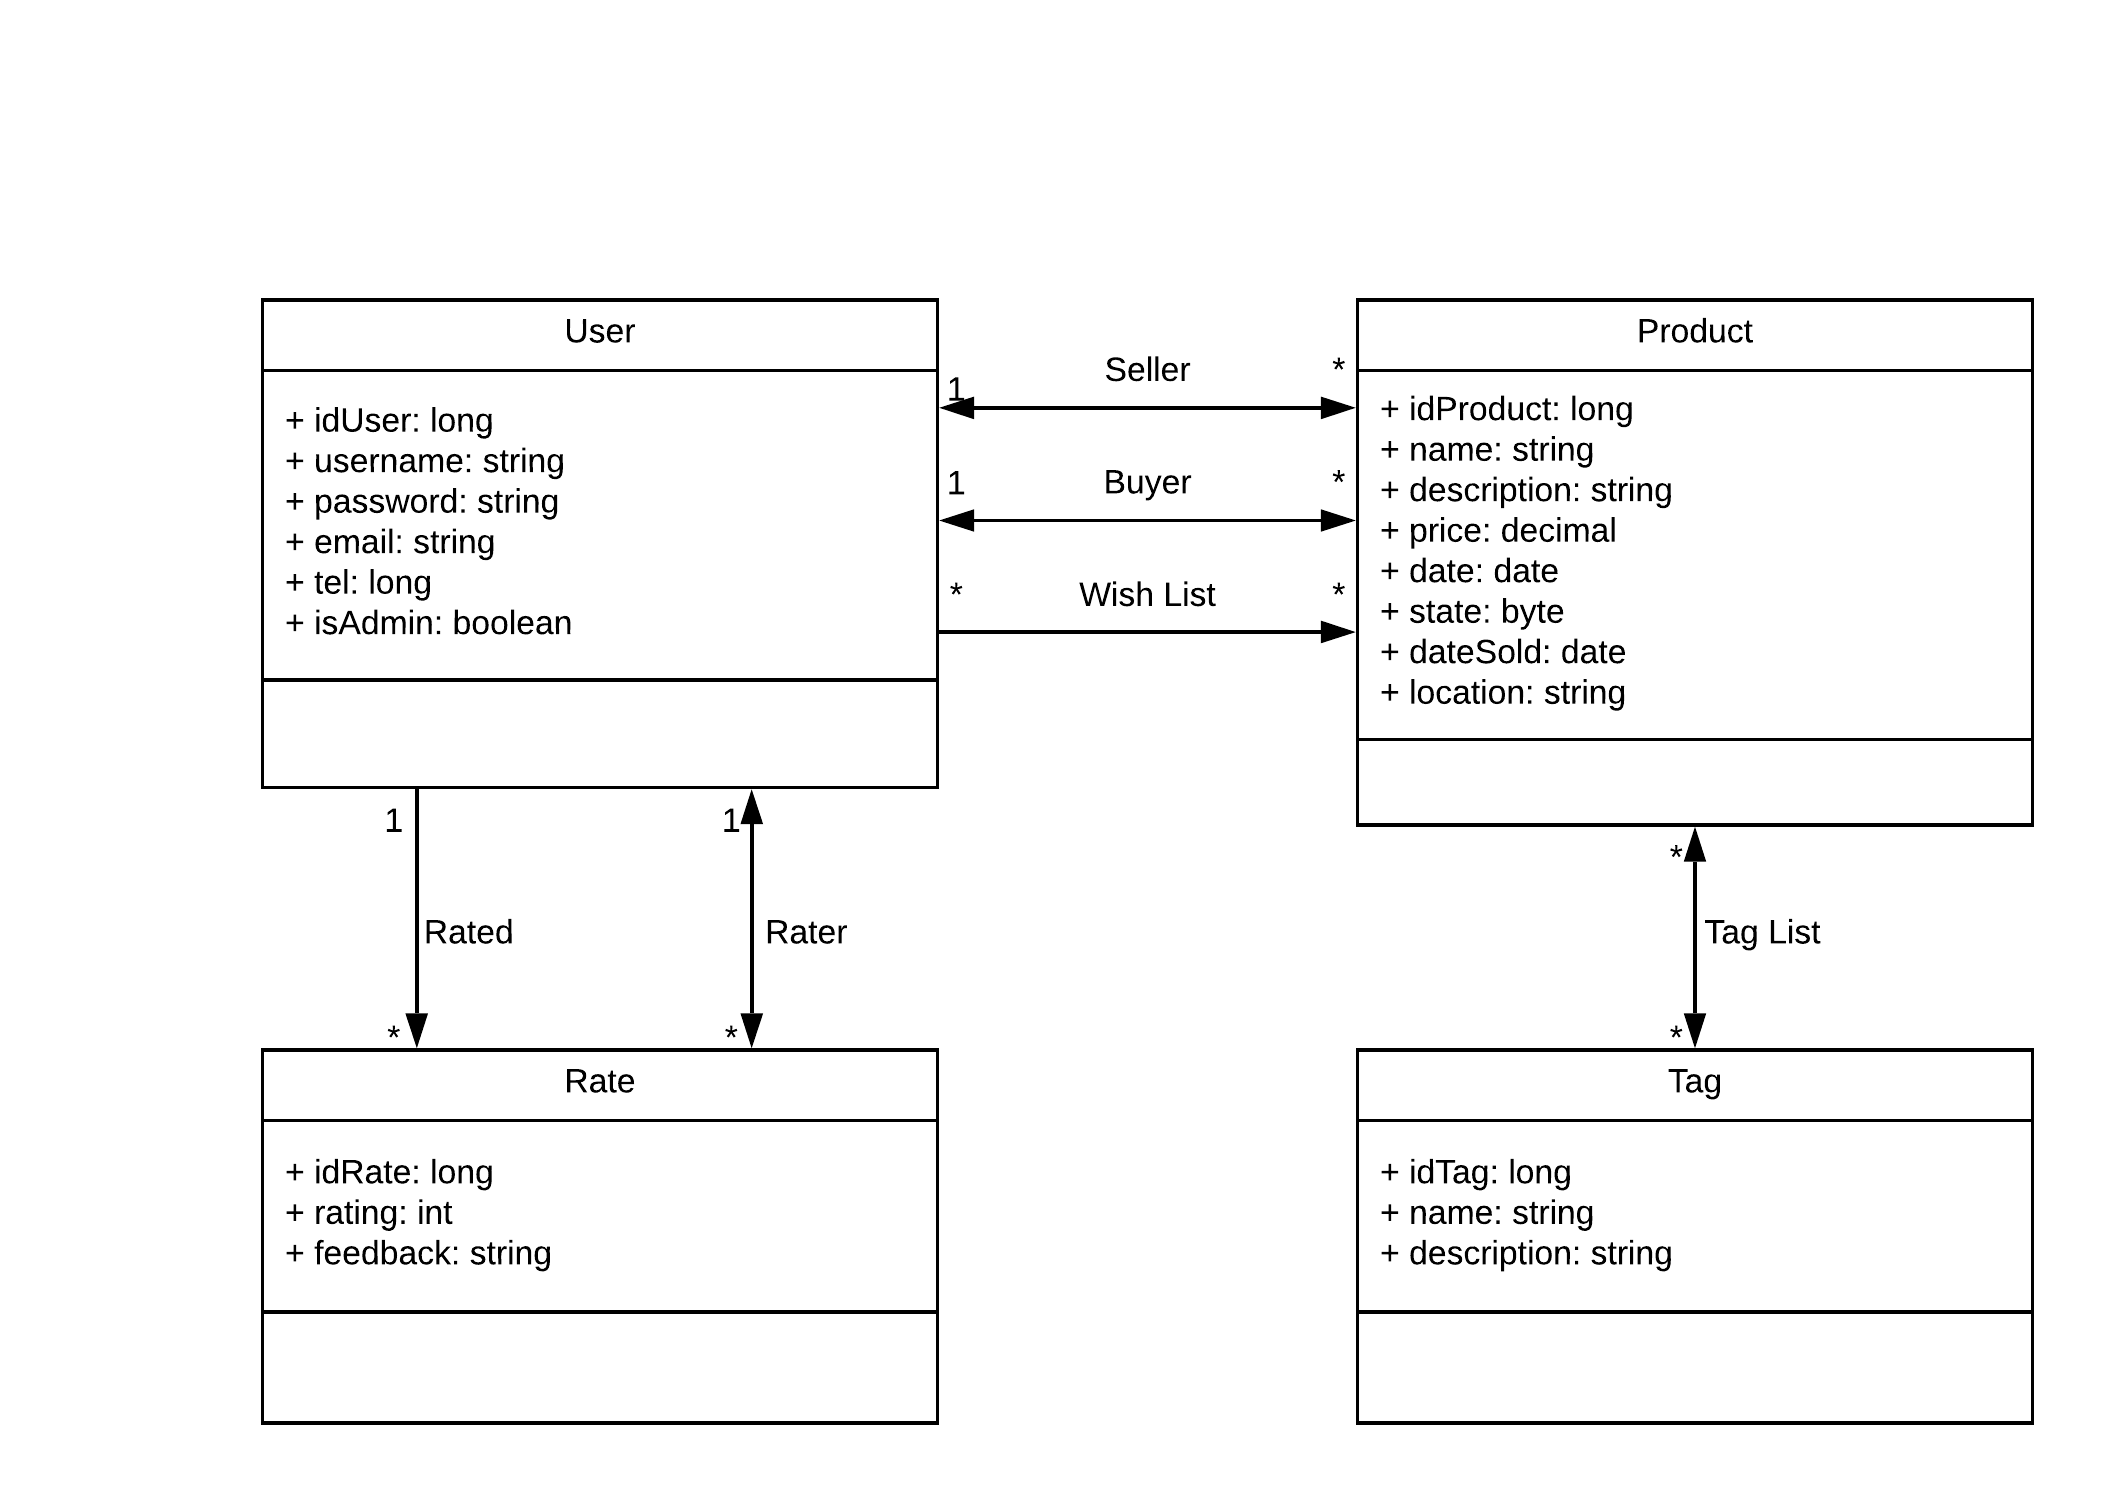 User
+ idUser: long
+ username: string
+ password: string
+ email: string
+ tel: long
+ isAdmin: boolean
1
Seller
*
1
Buyer
*
*
Wish List
*
Product
+ idProduct: long
+ name: string
+ description: string
+ price: decimal
+ date: date
+ state: byte
+ dateSold: date
+ location: string
1
Rated
*
1
Rater
*
*
Tag List
*
Rate
+ idRate: long
+ rating: int
+ feedback: string
Tag
+ idTag: long
+ name: string
+ description: string